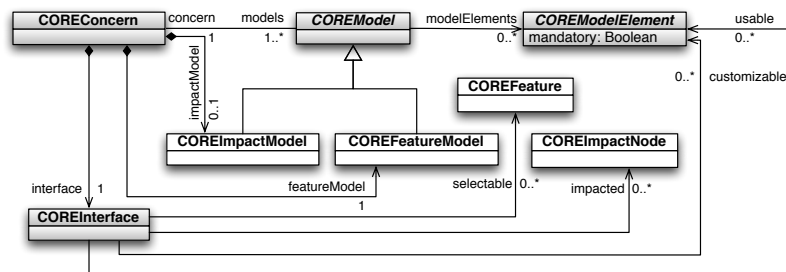 COREConcern
concern
models
1
1..*
COREModel
modelElements
0..*
COREModelElement
mandatory: Boolean
usable
0..*
impactModel
0..1
0..*
customizable
COREFeature
COREImpactModel
COREFeatureModel
COREImpactNode
interface
1
featureModel
1
selectable
0..*
impacted
0..*
COREInterface